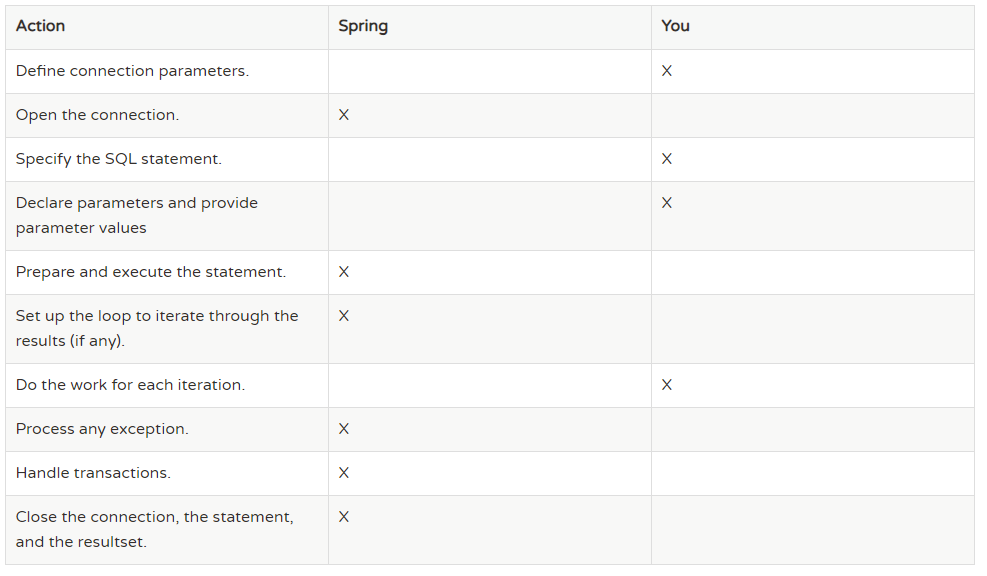 Action Spring You
Define connection parameters. X
Open the connection. X
Specify the SQL statement. X
Declare parameters and provide X
parameter values
Prepare and execute the statement. X
Set up the loop to iterate through the X
results (if any).
Do the work for each iteration. X
Process any exception. X
Handle transactions. X
Close the connection, the statement, X
and the resultset.